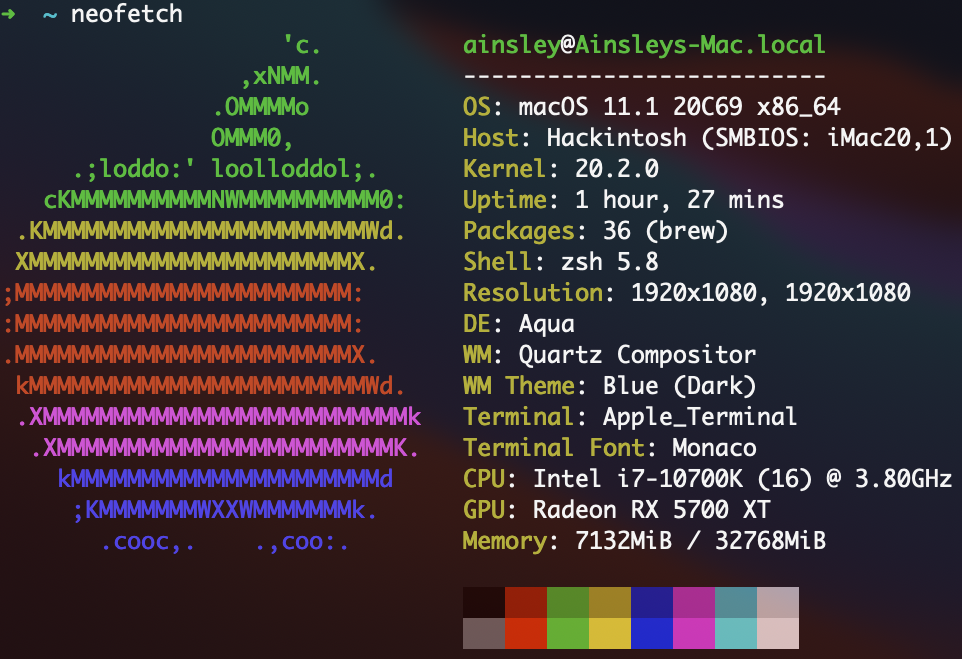 ➜  ~ neofetch
                    'c.          ainsley@Ainsleys-Mac.local
                 ,xNMM.          --------------------------
               .OMMMMo           OS: macOS 11.1 20C69 x86_64
               OMMM0,            Host: Hackintosh (SMBIOS: iMac20,1)
     .;loddo:' loolloddol;.      Kernel: 20.2.0
   cKMMMMMMMMMMNWMMMMMMMMMM0:    Uptime: 1 hour, 27 mins
 .KMMMMMMMMMMMMMMMMMMMMMMMWd.    Packages: 36 (brew)
 XMMMMMMMMMMMMMMMMMMMMMMMX.      Shell: zsh 5.8
;MMMMMMMMMMMMMMMMMMMMMMMM:       Resolution: 1920x1080, 1920x1080
:MMMMMMMMMMMMMMMMMMMMMMMM:       DE: Aqua
.MMMMMMMMMMMMMMMMMMMMMMMMX.      WM: Quartz Compositor
 kMMMMMMMMMMMMMMMMMMMMMMMMWd.    WM Theme: Blue (Dark)
 .XMMMMMMMMMMMMMMMMMMMMMMMMMMk   Terminal: Apple_Terminal
  .XMMMMMMMMMMMMMMMMMMMMMMMMK.   Terminal Font: Monaco
    kMMMMMMMMMMMMMMMMMMMMMMd     CPU: Intel i7-10700K (16) @ 3.80GHz
     ;KMMMMMMMWXXWMMMMMMMk.      GPU: Radeon RX 5700 XT
       .cooc,.    .,coo:.        Memory: 7132MiB / 32768MiB